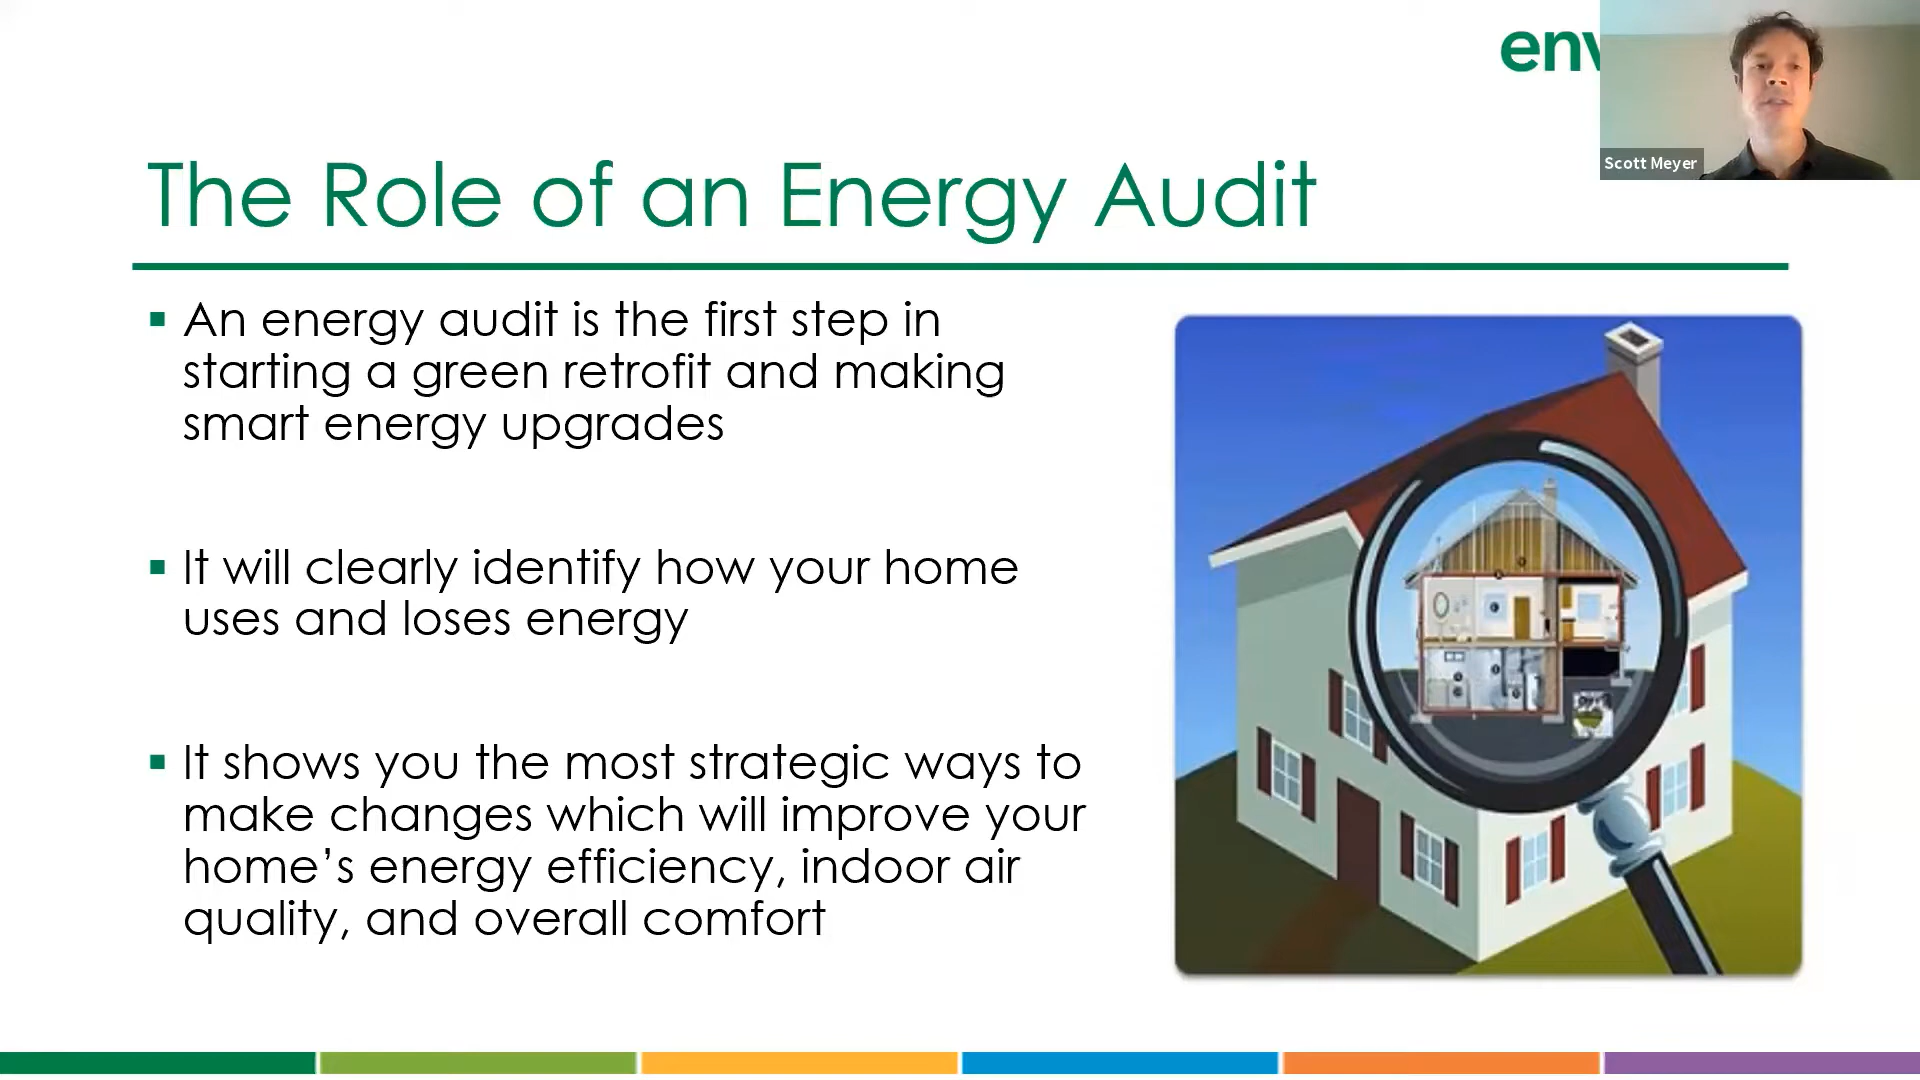 env
Scott Meyer
The Role of an Energy Audit
▪ An energy audit is the first step in
starting a green retrofit and making
smart energy upgrades
▪ It will clearly identify how your home
uses and loses energy
▪ It shows you the most strategic ways to
make changes which will improve your
home’s energy efficiency, indoor air
quality, and overall comfort